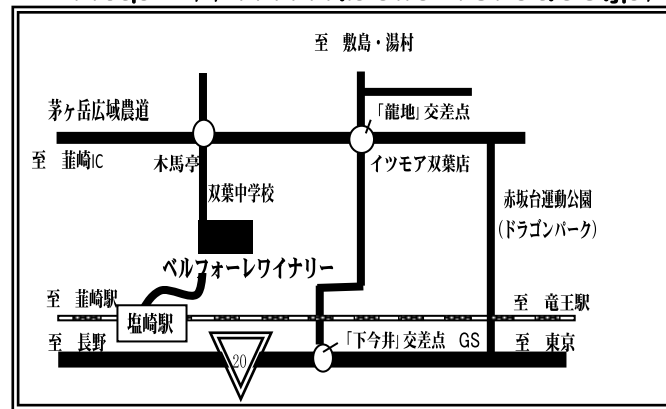 至　敷島・湯村
茅ヶ岳広域農道
「龍地」交差点
至　韮崎IC
木馬亭
イツモア双葉店
双葉中学校
赤坂台運動公園
(ドラゴンパーク)
ベルフォーレワイナリー
至　韮崎駅
至　竜王駅
塩崎駅
至　長野
「下今井」交差点　GS
至　東京
20